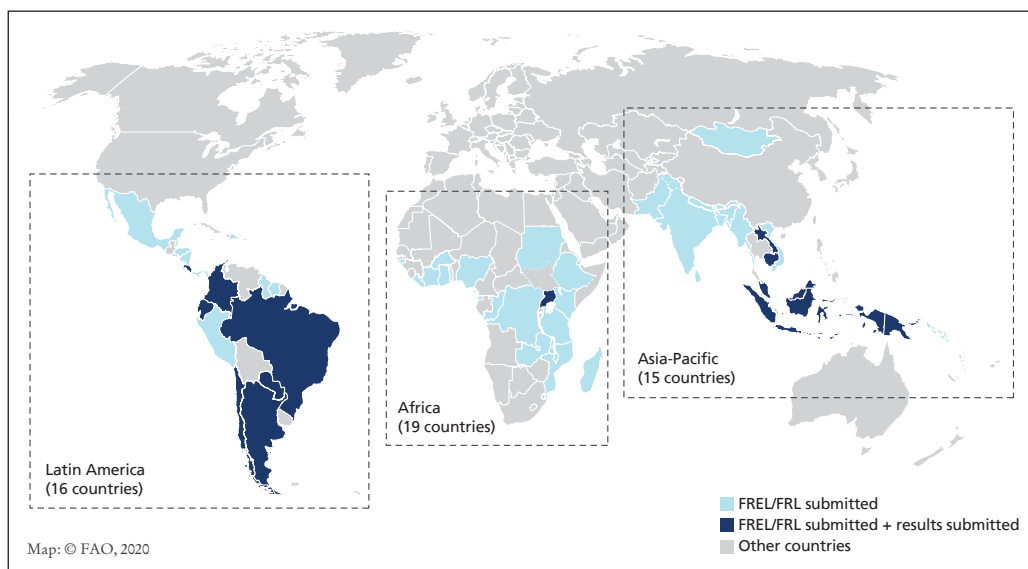 Asia-Pacific
(15 countries)
Africa
(19 countries)
Latin America
(16 countries)
FREL/FRL submitted
FREL/FRL submitted + results submitted
Other countries
Map: © FAO, 2020